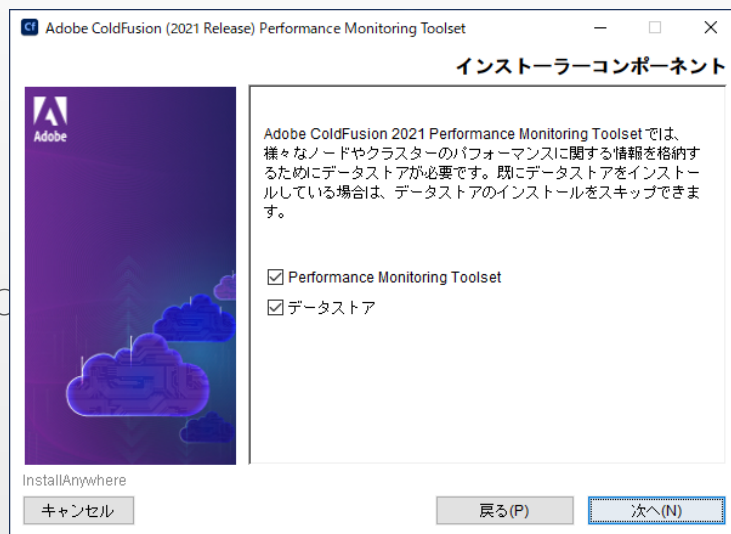 Cf Adobe ColdFusion (2021 Release) Performance Monitoring Toolset
インストーラーコンポーネント
Adobe
Adobe ColdFusion 2021 Performance Monitoring Toolset では、
様々なノードやクラスターのパフォーマンスに関する情報を格納す
るためにデータストアが必要です。既にデータストアをインストー
ルしている場合は、データストアのインストールをスキップできま
す。
Performance Monitoring Toolset
データストア
InstallAnywhere
キャンセル 戻る(P) 次へ(N)